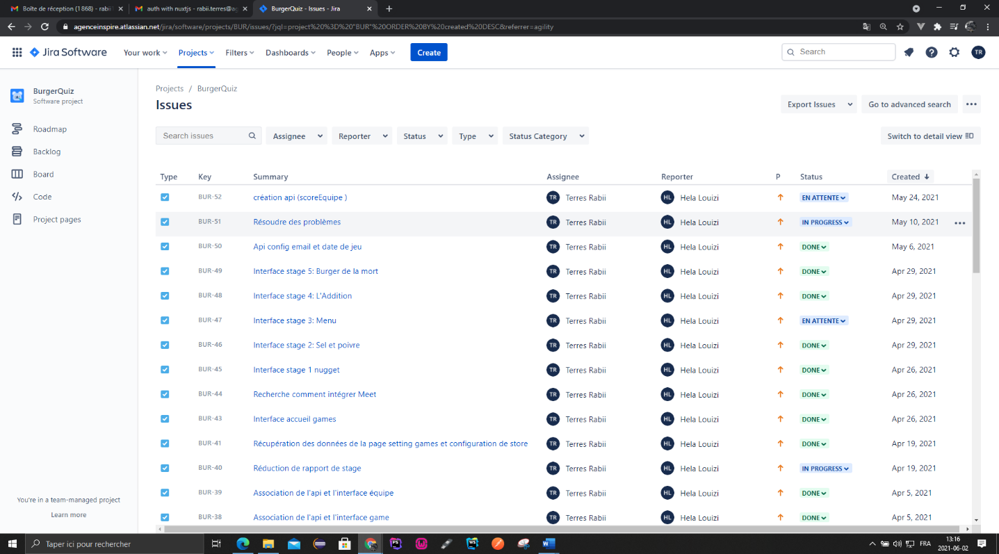 Boîte de réception (1 868) - rabii
auth with nuxtjs - rabii.terres@ag
BurgerQuiz - Issues - Jira
agenceinspire.atlassian.net/jira/software/projects/BUR/issues/?jql=project%20%3D%20"BUR"%20ORDER%20BY%20created%20DESC&referrer=agility
Jira Software Your work Projects Filters Dashboards People Apps Create Search TR
BurgerQuiz
Software project
Roadmap
Backlog
Board
Code
Project pages
You're in a team-managed project
Learn more
Projects / BurgerQuiz
Issues
Export Issues Go to advanced search
Search issues Assignee Reporter Status Type Status Category Switch to detail view
Type Key Summary Assignee Reporter P Status Created
BUR-52 création api (scoreEquipe ) TR Terres Rabii HL Hela Louizi EN ATTENTE May 24, 2021
BUR-51 Résoudre des problèmes TR Terres Rabii HL Hela Louizi IN PROGRESS May 10, 2021
BUR-50 Api config email et date de jeu TR Terres Rabii HL Hela Louizi DONE May 6, 2021
BUR-49 Interface stage 5: Burger de la mort TR Terres Rabii HL Hela Louizi DONE Apr 29, 2021
BUR-48 Interface stage 4: L'Addition TR Terres Rabii HL Hela Louizi DONE Apr 29, 2021
BUR-47 Interface stage 3: Menu TR Terres Rabii HL Hela Louizi EN ATTENTE Apr 29, 2021
BUR-46 Interface stage 2: Sel et poivre TR Terres Rabii HL Hela Louizi DONE Apr 29, 2021
BUR-45 Interface stage 1 nugget TR Terres Rabii HL Hela Louizi DONE Apr 26, 2021
BUR-44 Recherche comment intégrer Meet TR Terres Rabii HL Hela Louizi DONE Apr 26, 2021
BUR-43 Interface accueil games TR Terres Rabii HL Hela Louizi DONE Apr 26, 2021
BUR-41 Récupération des données de la page setting games et configuration de store TR Terres Rabii HL Hela Louizi DONE Apr 19, 2021
BUR-40 Réduction de rapport de stage TR Terres Rabii HL Hela Louizi IN PROGRESS Apr 19, 2021
BUR-39 Association de l'api et l'interface équipe TR Terres Rabii HL Hela Louizi DONE Apr 5, 2021
BUR-38 Association de l'api et l'interface game TR Terres Rabii HL Hela Louizi DONE Apr 5, 2021
Taper ici pour rechercher PS WS W FRA 13:16
2021-06-02